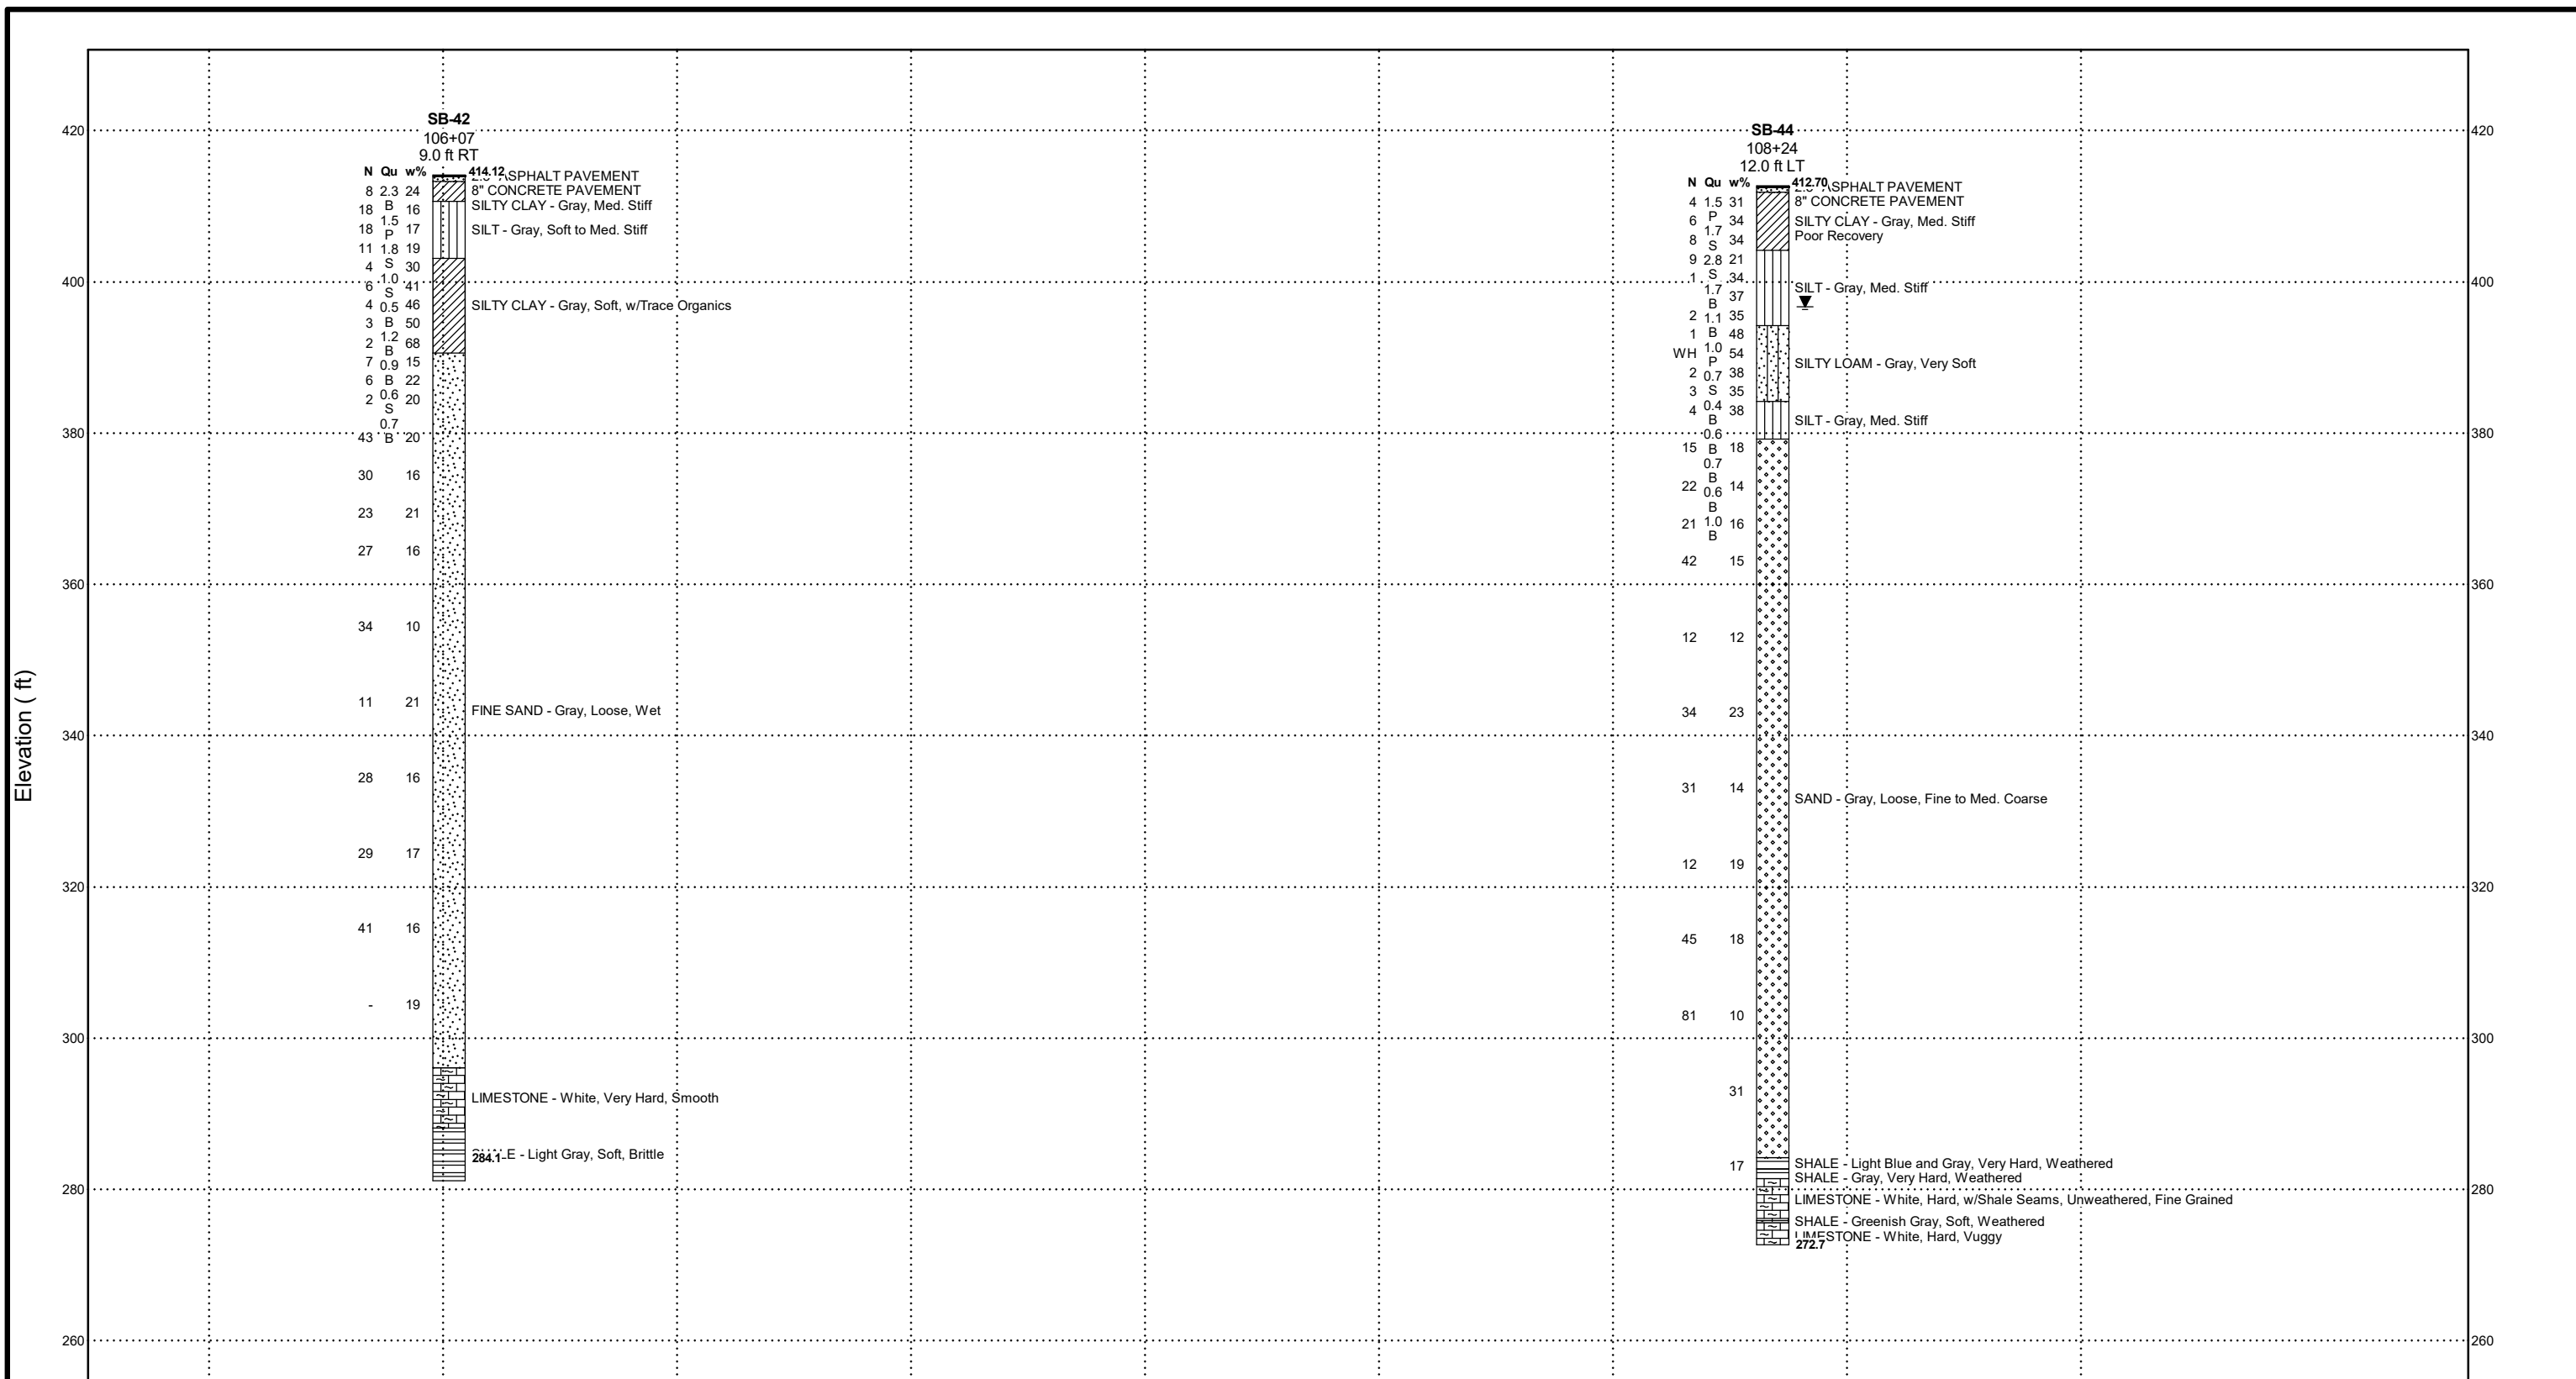 SB-42
106+07
9.0 ft RT
N Qu w% 414.12
ASPHALT PAVEMENT
8 2.3 24 8" CONCRETE PAVEMENT
B SILTY CLAY - Gray, Med. Stiff
18 16
1.5
18 17 SILT - Gray, Soft to Med. Stiff
P
11 1.8 19
S
4 30
1.0
6 41
S
4 0.5 46 SILTY CLAY - Gray, Soft, w/Trace Organics
3 B 50
1.2
2 68
B
7 0.9 15
6 B 22
2 0.6 20
S
0.7
43 B 20
30 16
23 21
27 16
34 10
11 21
FINE SAND - Gray, Loose, Wet
28 16
29 17
41 16
- 19
LIMESTONE - White, Very Hard, Smooth
LE - Light Gray, Soft, Brittle
284.1
SB-44
108+24
12.0 ft LT
N Qu w% 412.70
ASPHALT PAVEMENT
4 1.5 31 8" CONCRETE PAVEMENT
P
6 34 SILTY CLAY - Gray, Med. Stiff
1.7
8 34 Poor Recovery
S
9 2.8 21
S
1 34
1.7 SILT - Gray, Med. Stiff
37
B
2 1.1 35
1 B 48
WH 1.0 54
P SILTY LOAM - Gray, Very Soft
2 0.7 38
3 S 35
4 0.4 38
B SILT - Gray, Med. Stiff
0.6
15 B 18
0.7
B
22 0.6 14
B
21 1.0 16
B
42 15
12 12
34 23
31 14
SAND - Gray, Loose, Fine to Med. Coarse
12 19
45 18
81 10
31
17 SHALE - Light Blue and Gray, Very Hard, Weathered
SHALE - Gray, Very Hard, Weathered
LIMESTONE - White, Hard, w/Shale Seams, Unweathered, Fine Grained
SHALE - Greenish Gray, Soft, Weathered
LIMESTONE - White, Hard, Vuggy
272.7
Elevation ( ft)
420 420
400 400
380 380
360 360
340 340
320 320
300 300
280 280
260 260